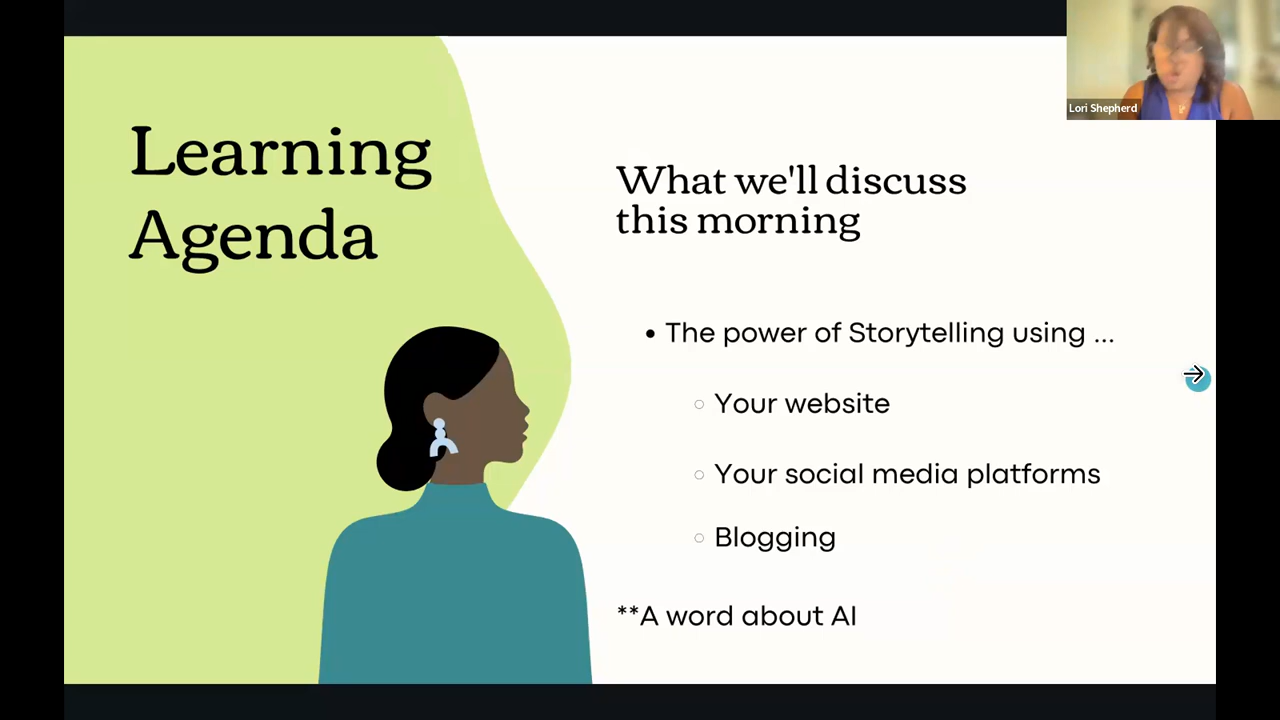 Learning
Agenda
Lori Shepherd
What we'll discuss
this morning
• The power of Storytelling using ...
○ Your website
○ Your social media platforms
○ Blogging
**A word about AI